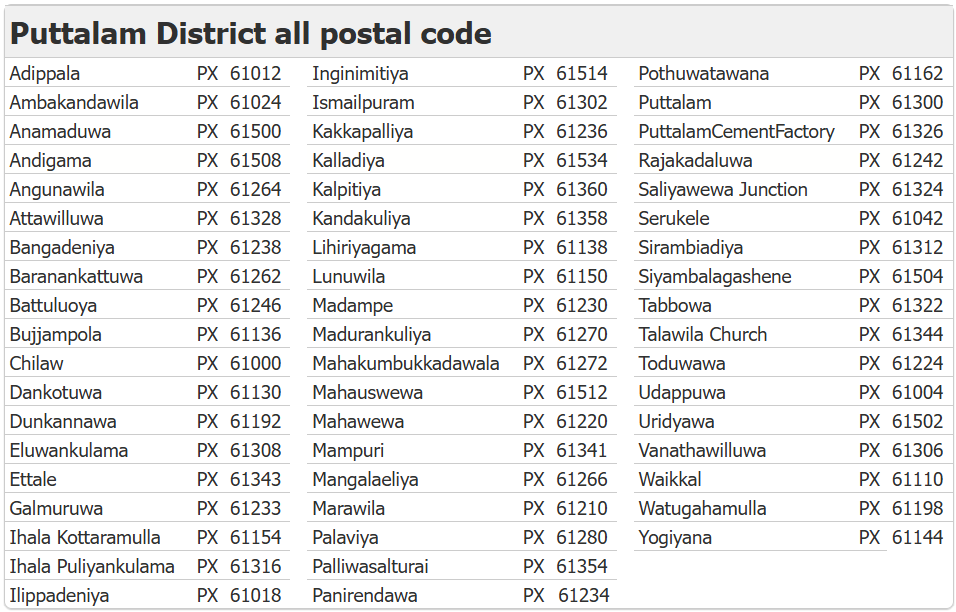 Puttalam District all postal code
Adippala PX 61012
Ambakandawila PX 61024
Anamaduwa PX 61500
Andigama PX 61508
Angunawila PX 61264
Attawilluwa PX 61328
Bangadeniya PX 61238
Baranankattuwa PX 61262
Battuluoya PX 61246
Bujjampola PX 61136
Chilaw PX 61000
Dankotuwa PX 61130
Dunkannawa PX 61192
Eluwankulama PX 61308
Ettale PX 61343
Galmuruwa PX 61233
Ihala Kottaramulla PX 61154
Ihala Puliyankulama PX 61316
Ilippadeniya PX 61018
Inginimitiya PX 61514
Ismailpuram PX 61302
Kakkapalliya PX 61236
Kalladiya PX 61534
Kalpitiya PX 61360
Kandakuliya PX 61358
Lihiriyagama PX 61138
Lunuwila PX 61150
Madampe PX 61230
Madurankuliya PX 61270
Mahakumbukkadawala PX 61272
Mahauswewa PX 61512
Mahawewa PX 61220
Mampuri PX 61341
Mangalaeliya PX 61266
Marawila PX 61210
Palaviya PX 61280
Palliwasalturai PX 61354
Panirendawa PX 61234
Pothuwatawana PX 61162
Puttalam PX 61300
PuttalamCementFactory PX 61326
Rajakadaluwa PX 61242
Saliyawewa Junction PX 61324
Serukele PX 61042
Sirambiadiya PX 61312
Siyambalagashene PX 61504
Tabbowa PX 61322
Talawila Church PX 61344
Toduwawa PX 61224
Udappuwa PX 61004
Uridyawa PX 61502
Vanathawilluwa PX 61306
Waikkal PX 61110
Watugahamulla PX 61198
Yogiyana PX 61144